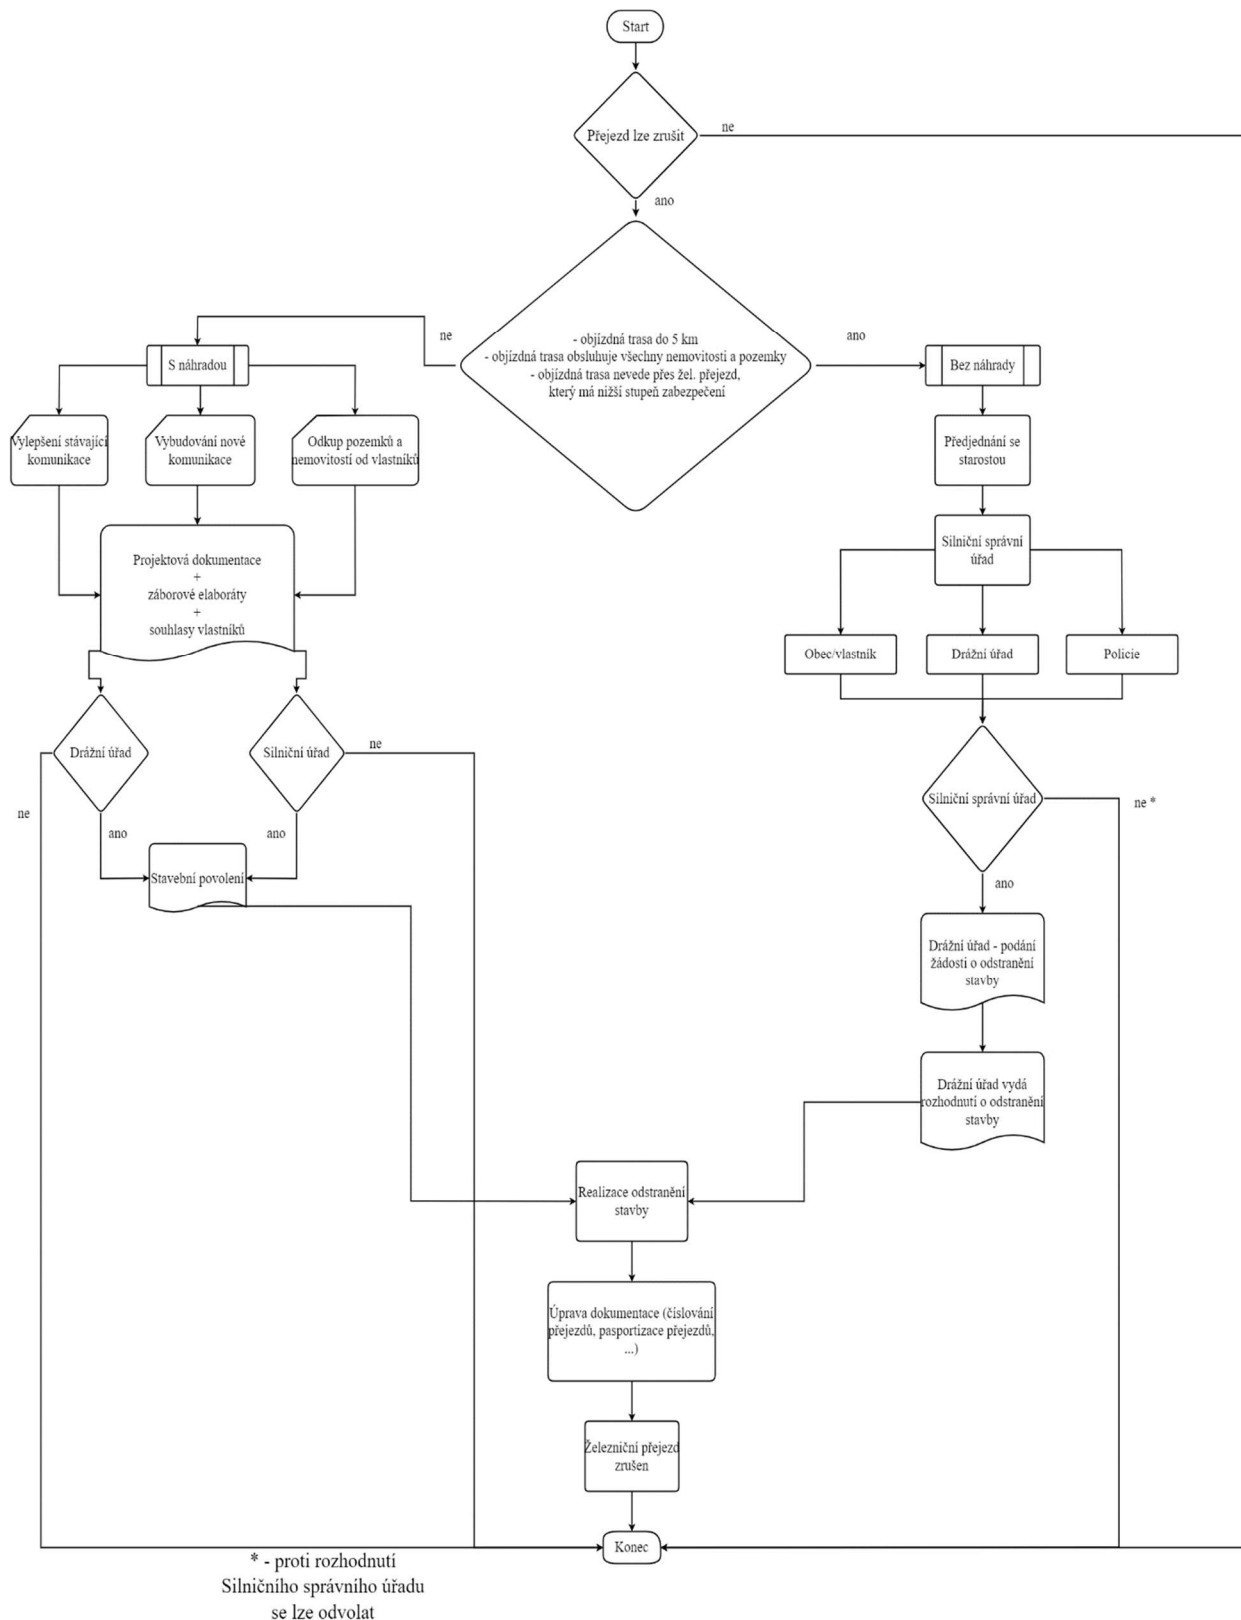 Start
Přejezd lze zrušit
ne
ano
- objízdná trasa do 5 km
- objízdná trasa obsluhuje všechny nemovitosti a pozemky
- objízdná trasa nevede přes žel. přejezd,
který má nižší stupeň zabezpečení
ne
ano
S náhradou
Bez náhrady
Vylepšení stávající
komunikace
Vybudování nové
komunikace
Odkup pozemků a
nemovitostí od vlastníků
Předjednání se
starostou
Projektová dokumentace
+
záborové elaboráty
+
souhlasy vlastníků
Silniční správní
úřad
Obec/vlastník
Drážní úřad
Policie
Drážní úřad
Silniční úřad
ne
ne
ano
ano
Stavební povolení
Silniční správní úřad
ne *
ano
Drážní úřad - podání
žádosti o odstranění
stavby
Drážní úřad vydá
rozhodnutí o odstranění
stavby
Realizace odstranění
stavby
Úprava dokumentace (číslování
přejezdů, pasportizace přejezdů,
...)
Železniční přejezd
zrušen
Konec
* - proti rozhodnutí
Silničního správního úřadu
se lze odvolat